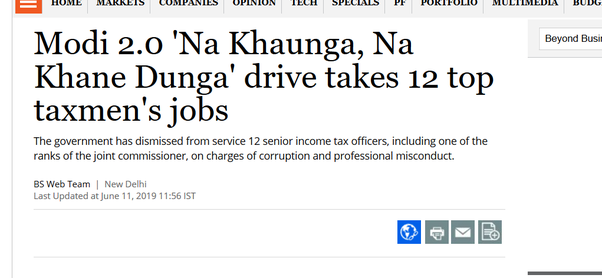 HOME MARKETS COMPANIES OPINION TECH SPECIALS PF PORTFOLIO MULTIMEDIA BUDG
Beyond Busi
Modi 2.0 'Na Khaunga, Na
Khane Dunga' drive takes 12 top
taxmen's jobs
The government has dismissed from service 12 senior income tax officers, including one of the
ranks of the joint commissioner, on charges of corruption and professional misconduct.
BS Web Team | New Delhi
Last Updated at June 11, 2019 11:56 IST